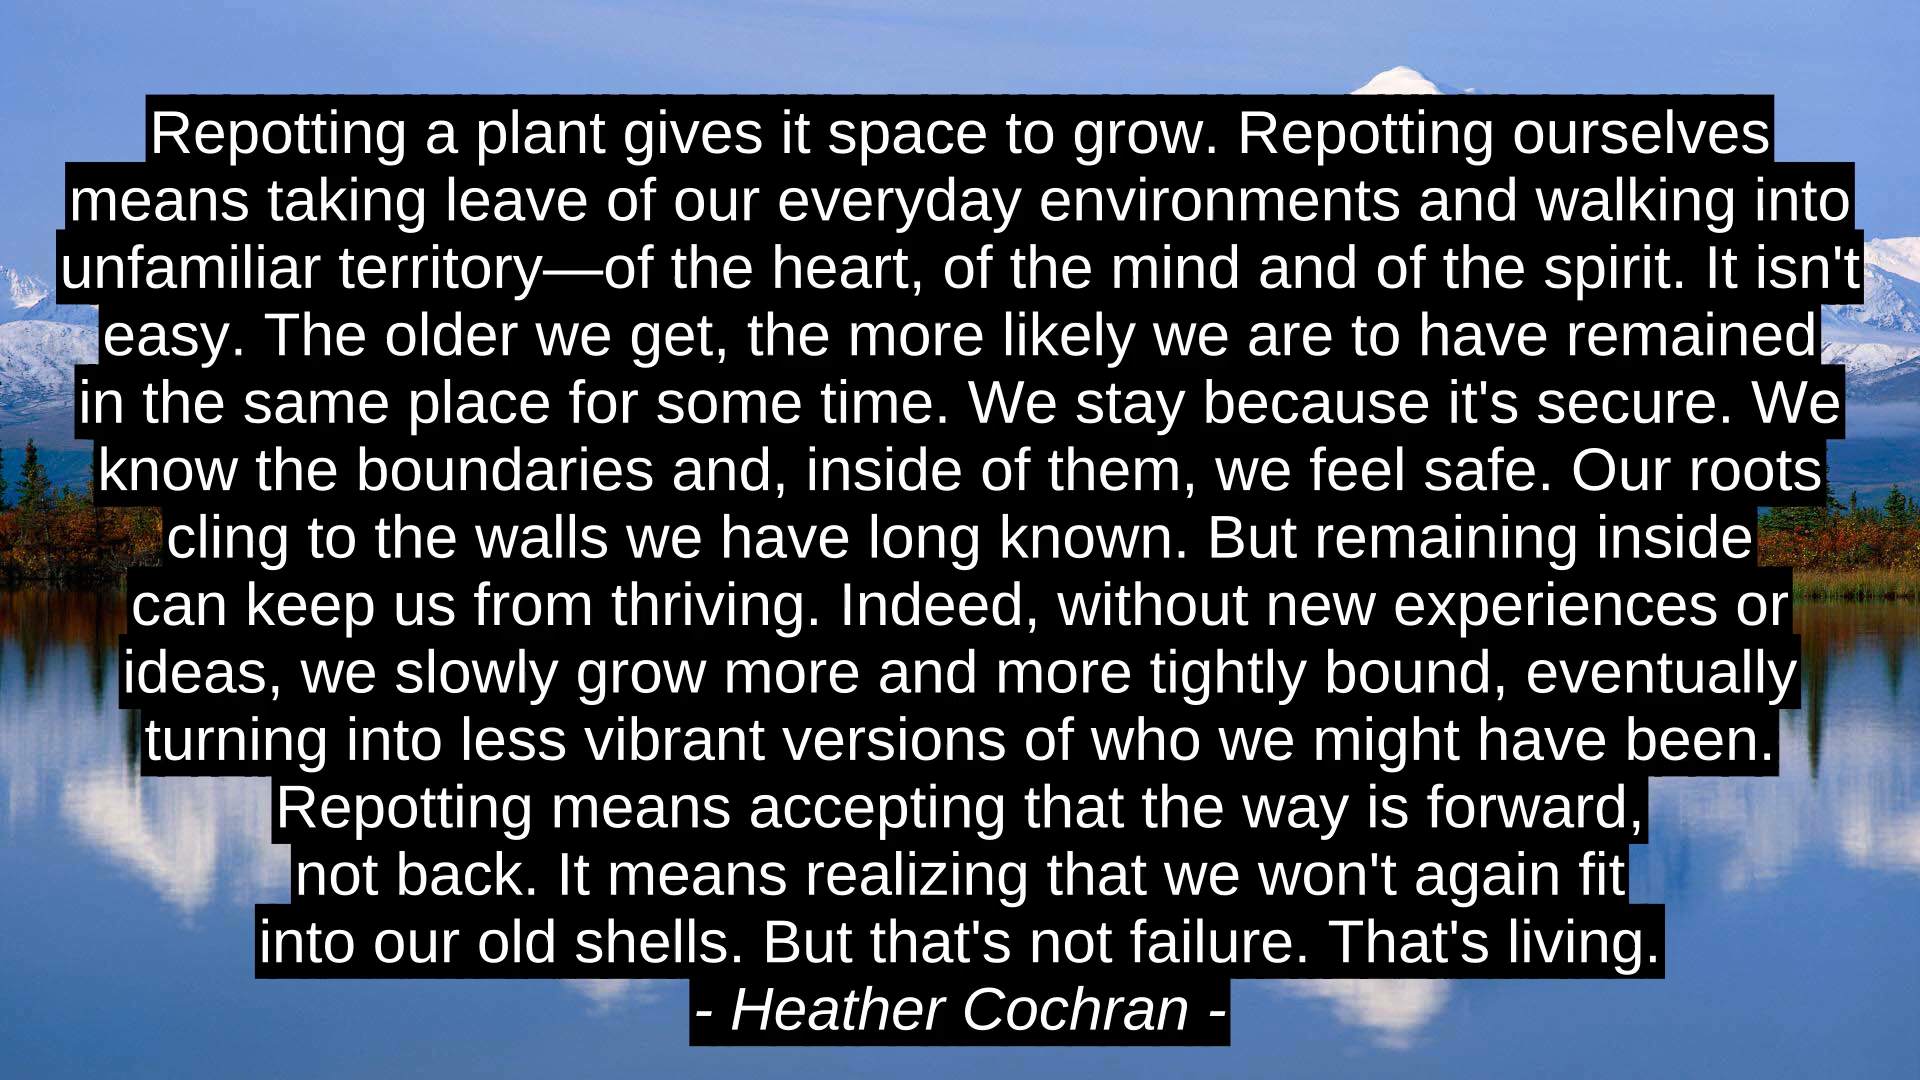 Repotting a plant gives it space to grow. Repotting ourselves
means taking leave of our everyday environments and walking into
unfamiliar territory—of the heart, of the mind and of the spirit. It isn't
easy. The older we get, the more likely we are to have remained
in the same place for some time. We stay because it's secure. We
know the boundaries and, inside of them, we feel safe. Our roots
cling to the walls we have long known. But remaining inside
can keep us from thriving. Indeed, without new experiences or
ideas, we slowly grow more and more tightly bound, eventually
turning into less vibrant versions of who we might have been.
Repotting means accepting that the way is forward,
not back. It means realizing that we won't again fit
into our old shells. But that's not failure. That's living.
- Heather Cochran -